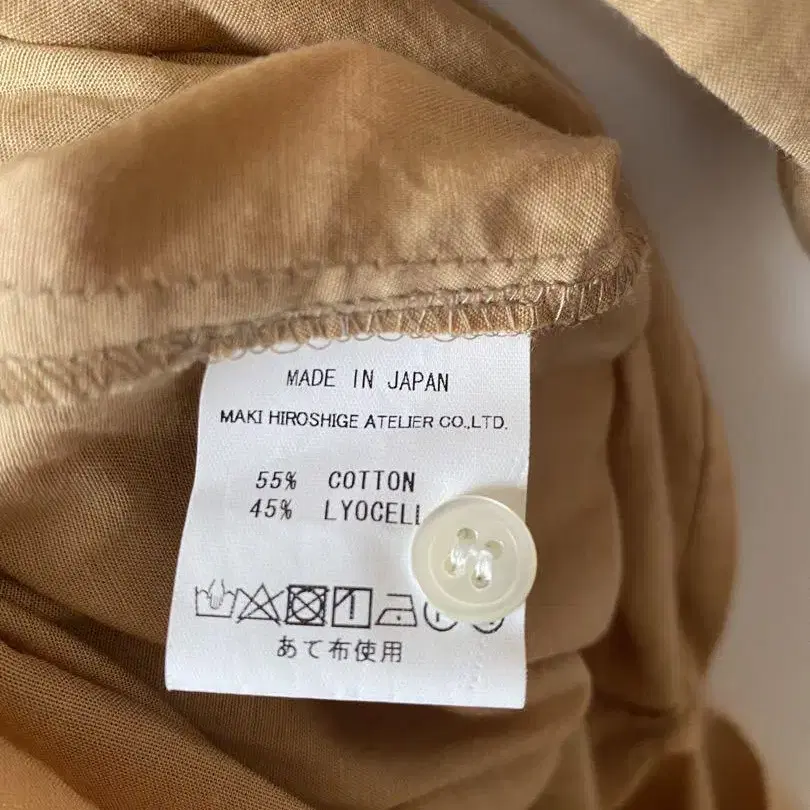 MADE IN JAPAN
MAKI HIROSHIGE ATELIER CO.,LTD.
55% COTTON
45% LYOCELL
あて布使用